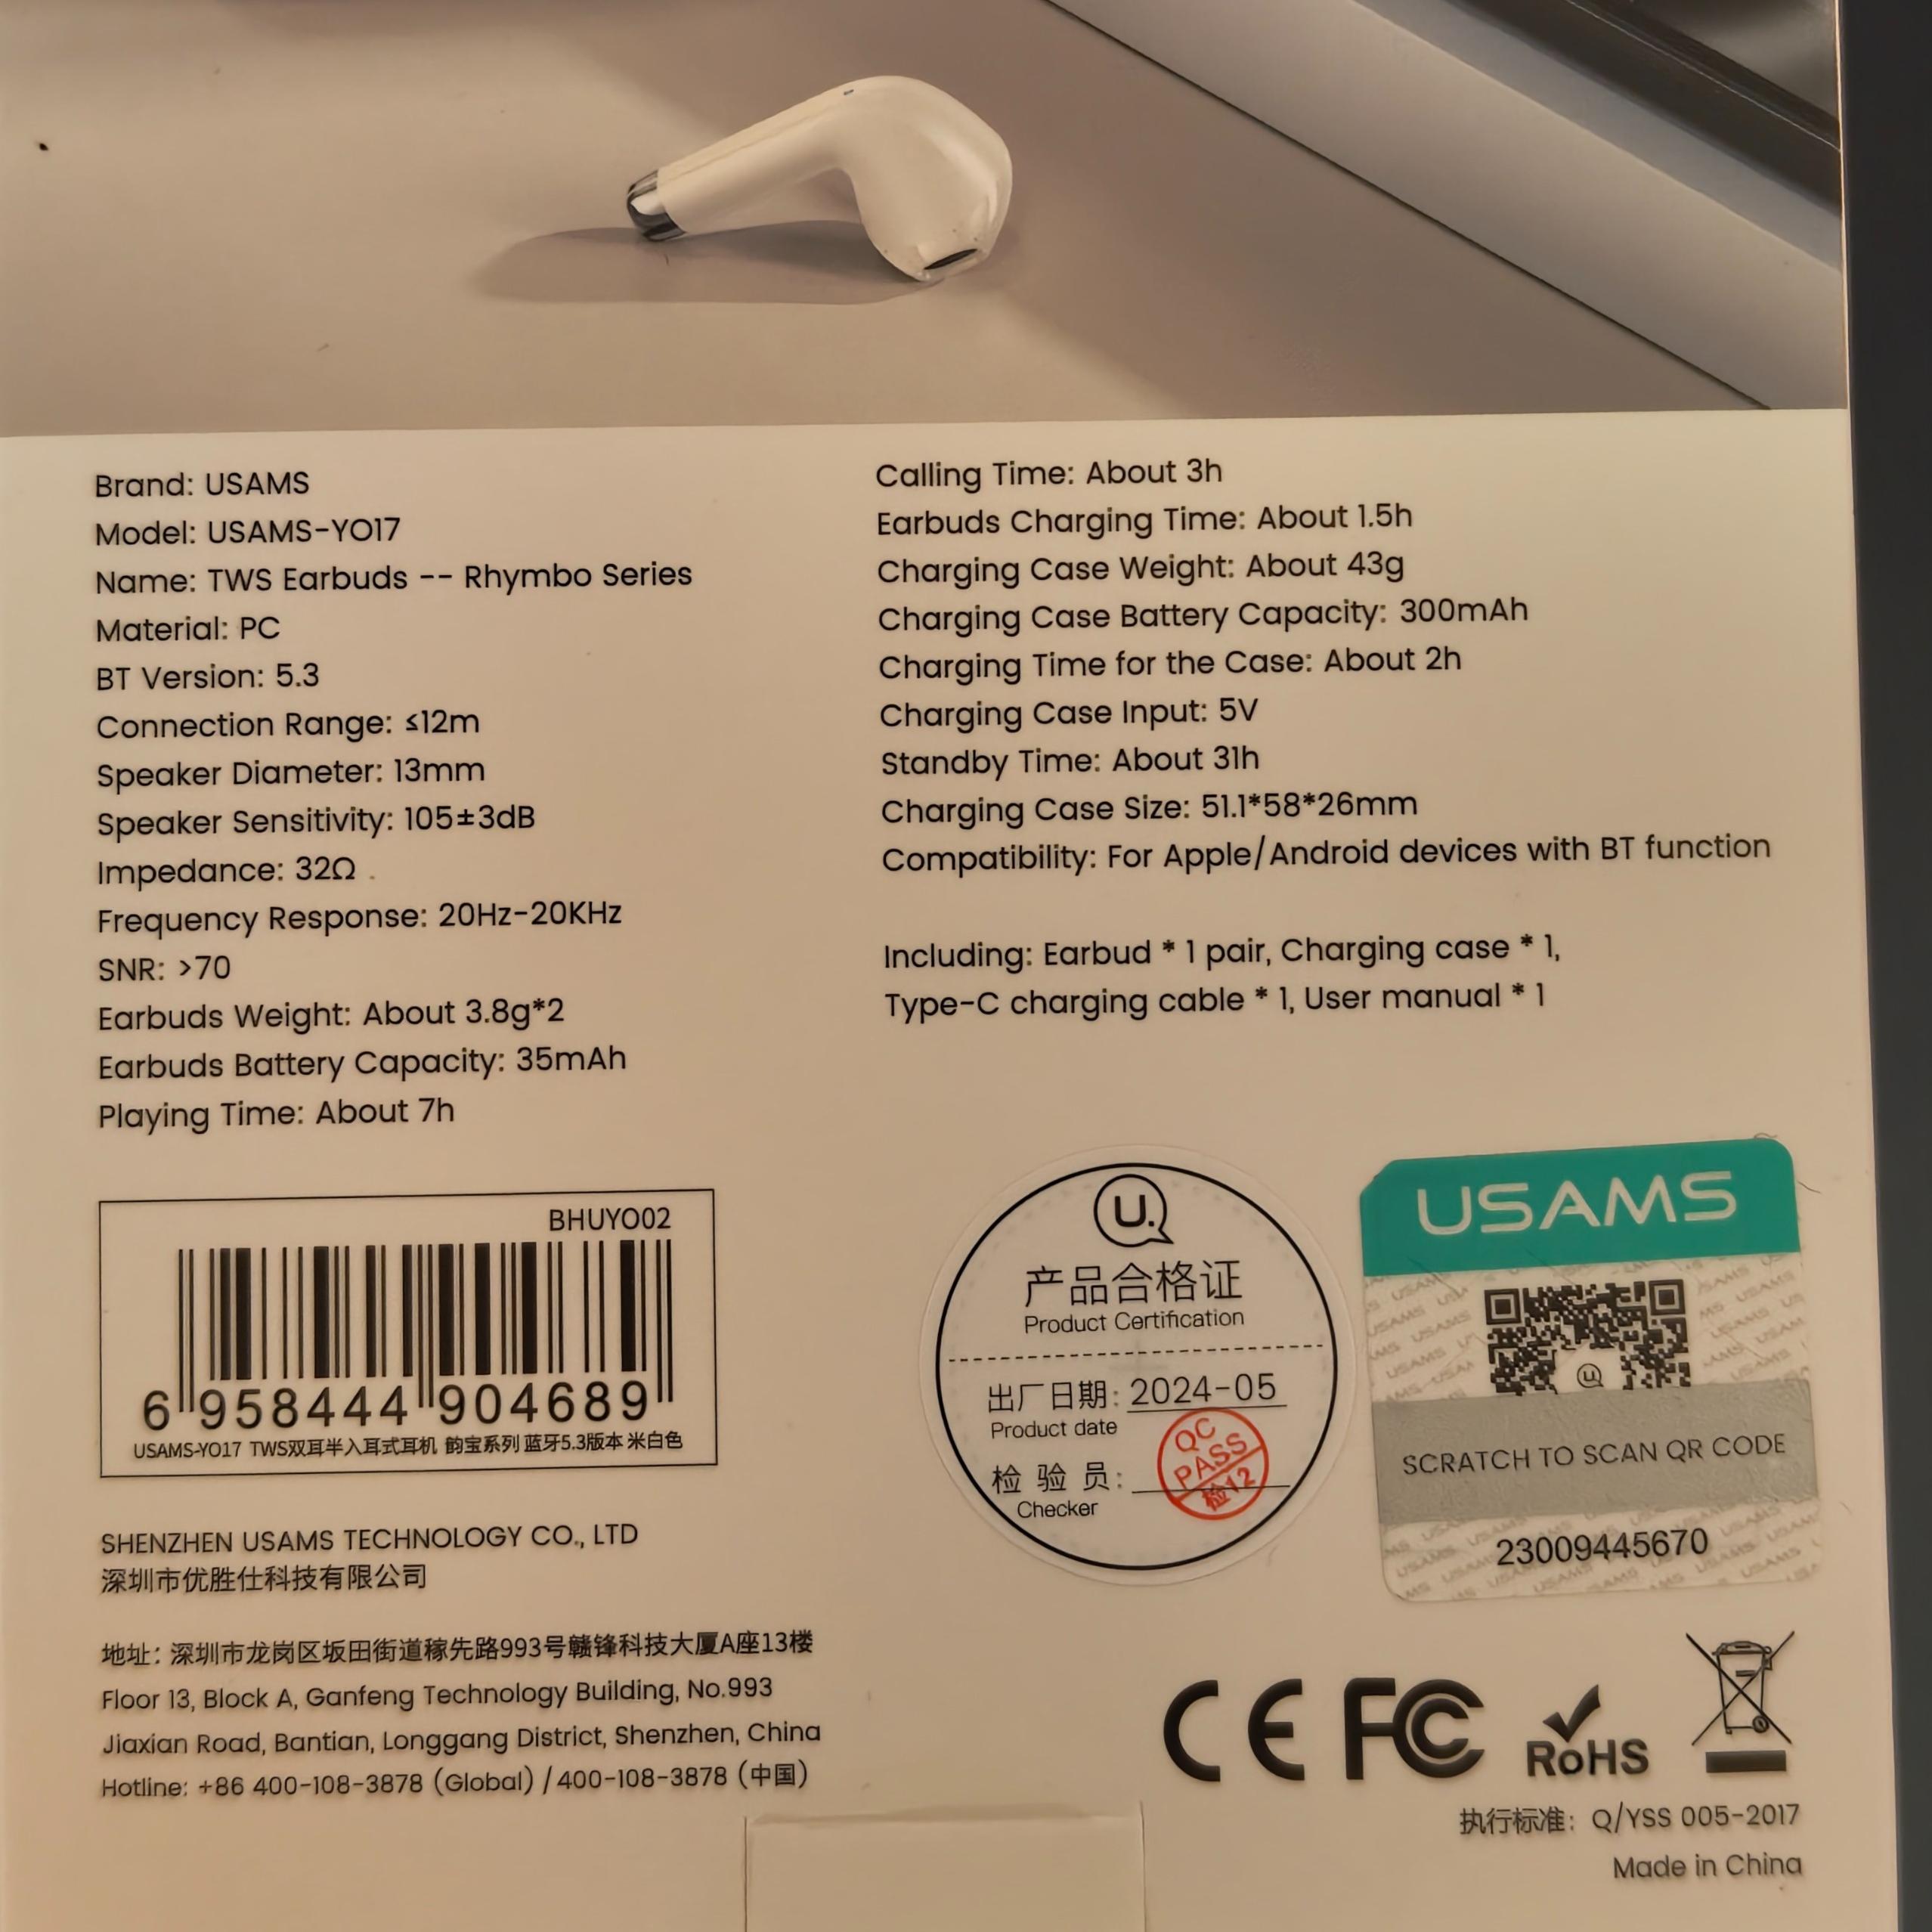 Brand: USAMS
Model: USAMS-YO17
Name: TWS Earbuds -- Rhymbo Series
Material: PC
BT Version: 5.3
Connection Range: ≤12m
Speaker Diameter: 13mm
Speaker Sensitivity: 105±3dB
Impedance: 32Ω
Frequency Response: 20Hz-20KHz
SNR: >70
Earbuds Weight: About 3.8g*2
Earbuds Battery Capacity: 35mAh
Playing Time: About 7h
Calling Time: About 3h
Earbuds Charging Time: About 1.5h
Charging Case Weight: About 43g
Charging Case Battery Capacity: 300mAh
Charging Time for the Case: About 2h
Charging Case Input: 5V
Standby Time: About 31h
Charging Case Size: 51.1*58*26mm
Compatibility: For Apple/Android devices with BT function
Including: Earbud * 1 pair, Charging case * 1,
Type-C charging cable * 1, User manual * 1
BHUYO02
6 958444 904689
USAMS-YO17 TWS双耳半入耳式耳机 韵宝系列 蓝牙5.3版本 米白色
U.
产品合格证
Product Certification
出厂日期: 2024-05
Product date
检 验 员:
Checker
QC
PASS
检12
USAMS
SCRATCH TO SCAN QR CODE
23009445670
SHENZHEN USAMS TECHNOLOGY CO., LTD
深圳市优胜仕科技有限公司
地址: 深圳市龙岗区坂田街道稼先路993号赣锋科技大厦A座13楼
Floor 13, Block A, Ganfeng Technology Building, No.993
Jiaxian Road, Bantian, Longgang District, Shenzhen, China
Hotline: +86 400-108-3878 (Global) / 400-108-3878 (中国)
CE FC RoHS
执行标准: Q/YSS 005-2017
Made in China